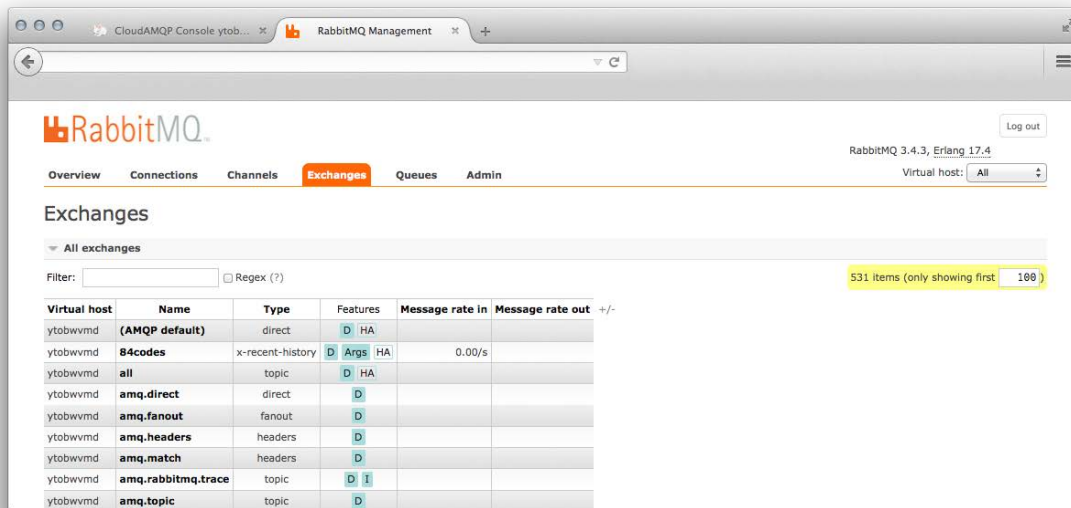 CloudAMQP Console ytob... × RabbitMQ Management × +
RabbitMQ™
Log out
RabbitMQ 3.4.3, Erlang 17.4
Virtual host: All
Overview Connections Channels Exchanges Queues Admin
Exchanges
All exchanges
Filter: Regex (?) 531 items (only showing first 100 )
Virtual host Name Type Features Message rate in Message rate out +/-
ytobwvmd (AMQP default) direct D HA
ytobwvmd 84codes x-recent-history D Args HA 0.00/s
ytobwvmd all topic D HA
ytobwvmd amq.direct direct D
ytobwvmd amq.fanout fanout D
ytobwvmd amq.headers headers D
ytobwvmd amq.match headers D
ytobwvmd amq.rabbitmq.trace topic D I
ytobwvmd amq.topic topic D